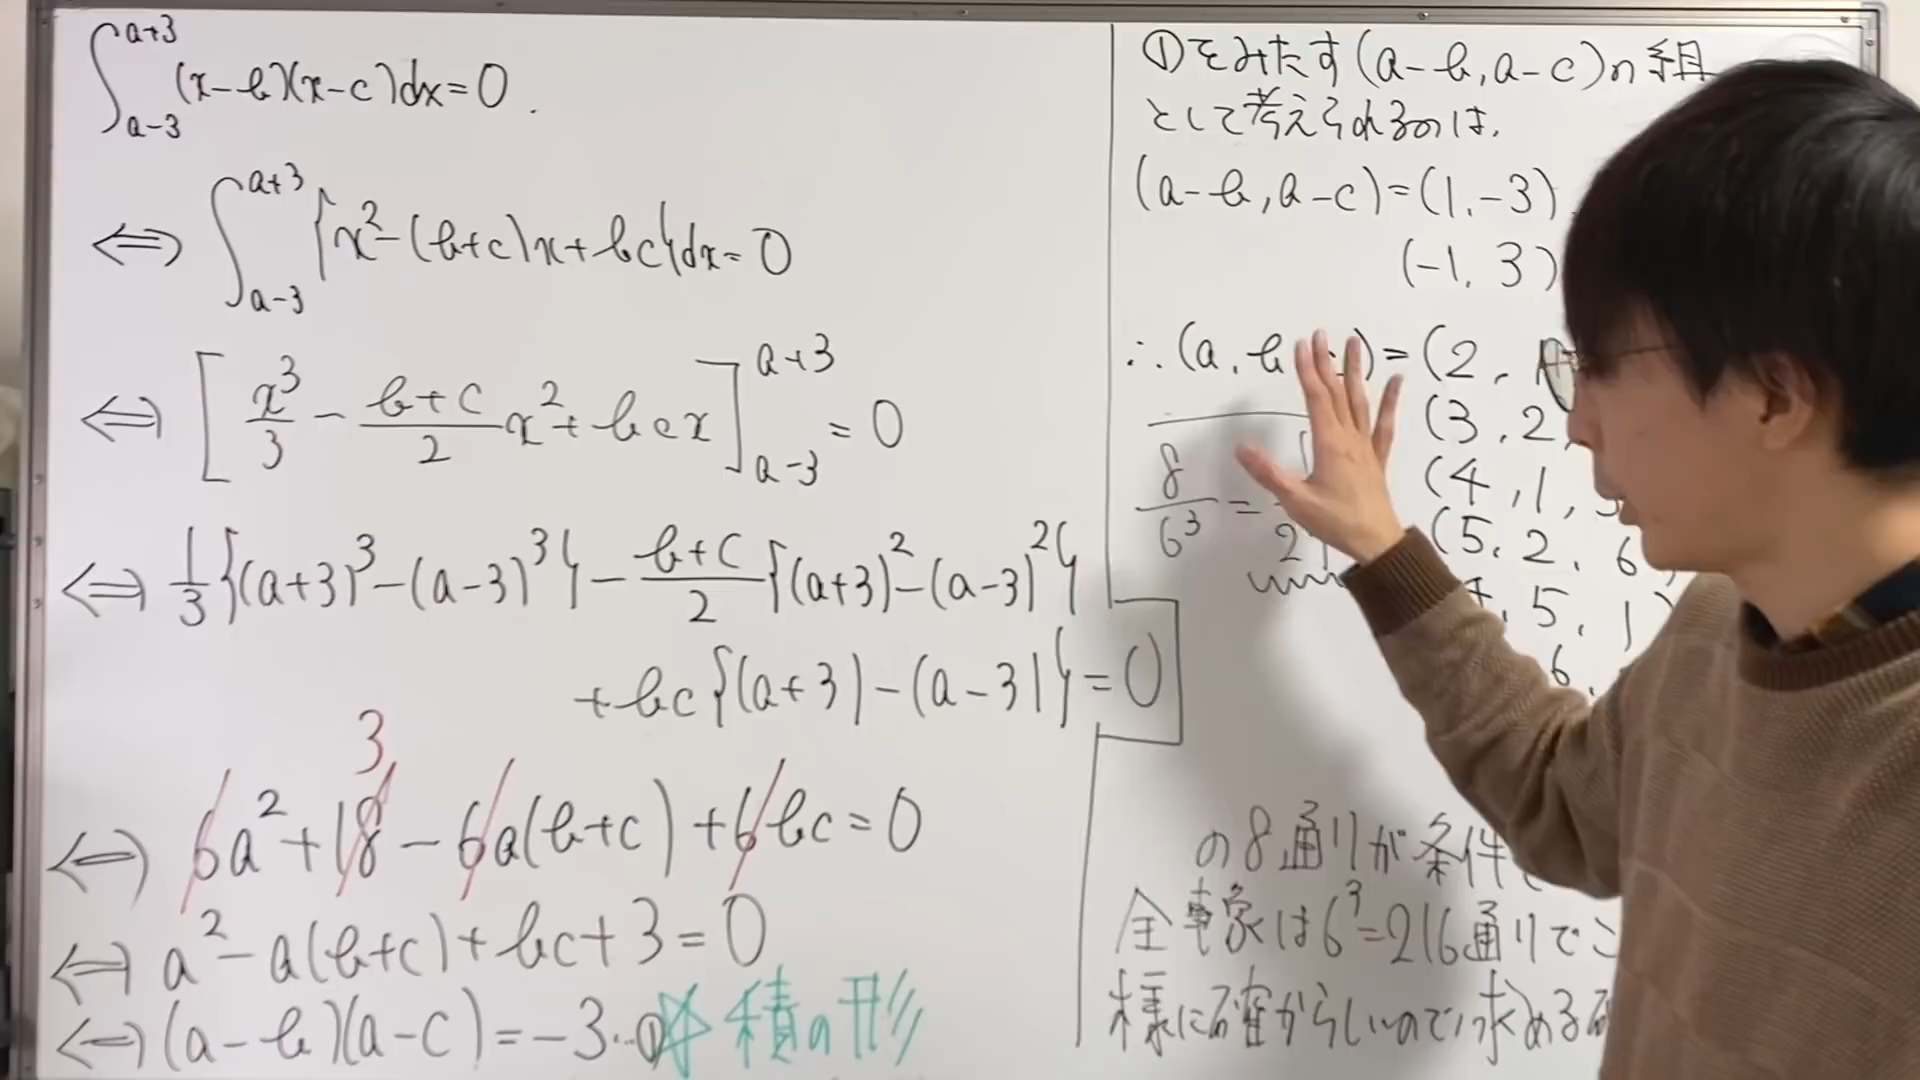 ∫_{a-3}^{a+3} (x-b)(x-c)dx=0.
⇔ ∫_{a-3}^{a+3} {x²-(b+c)x+bc}dx=0
⇔ [x³/3 - (b+c)/2 x² + bcx]_{a-3}^{a+3} = 0
⇔ 1/3{(a+3)³-(a-3)³} - (b+c)/2{(a+3)²-(a-3)²}
+bc{(a+3)-(a-3)}=0
3
⇔ 6a²+18-6a(b+c)+6bc=0
⇔ a²-a(b+c)+bc+3=0
⇔ (a-b)(a-c)=-3…① 積の形
①をみたす(a-b,a-c)の組
として考えられるのは,
(a-b,a-c)=(1,-3)
(-1,3)
∴(a,b )=(2,
(3,2,
(4,1,
(5,2,6
5,1)
6,
8/6³=
の8通りが条件
全事象は6³=216通りでこ
様に確からしいので,求める